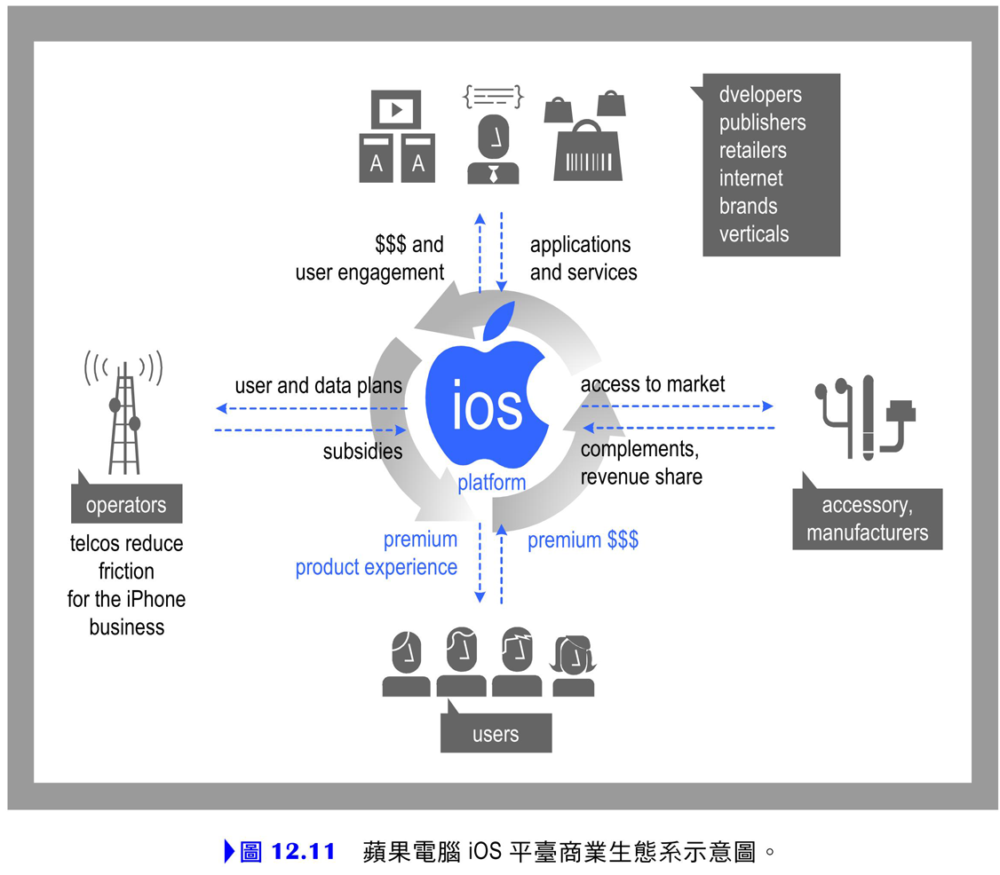 dvelopers
publishers
retailers
internet
brands
verticals
A
A
$$$ and
user engagement
applications
and services
user and data plans
subsidies
ios
platform
access to market
complements,
revenue share
operators
telcos reduce
friction
for the iPhone
business
accessory,
manufacturers
premium
product experience
premium $$$
users
圖 12.11 蘋果電腦 iOS 平臺商業生態系示意圖。